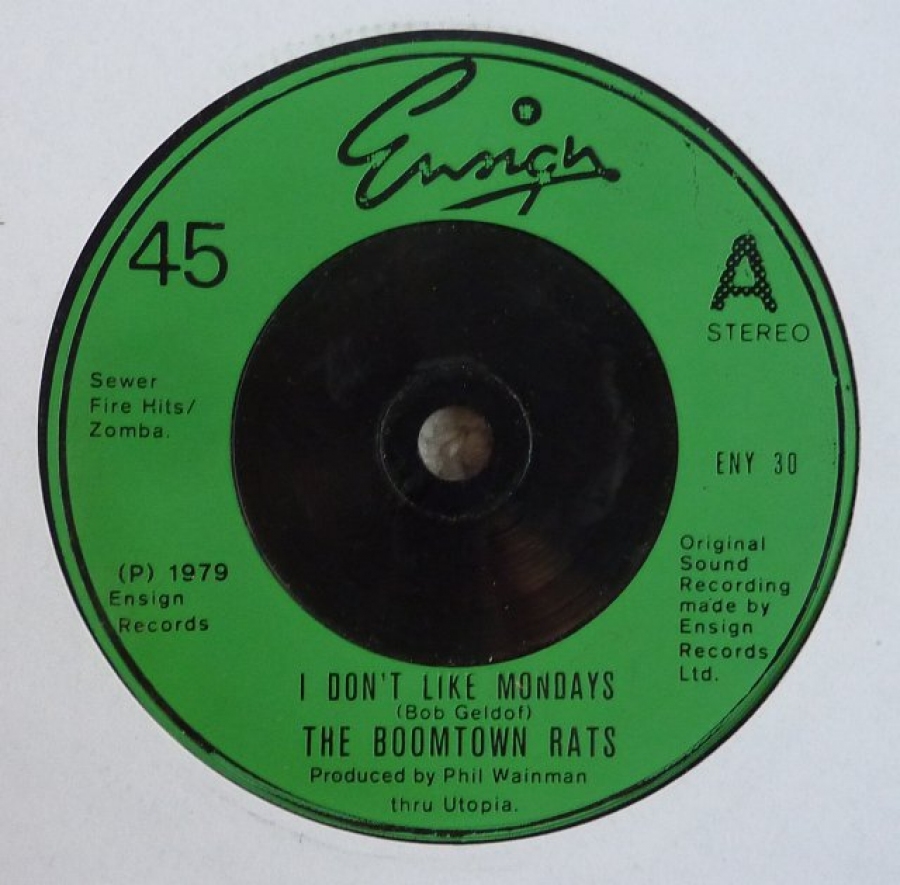 Ensign
45
A
STEREO
Sewer
Fire Hits/
Zomba.
ENY 30
(P) 1979
Ensign
Records
Original
Sound
Recording
made by
Ensign
Records
Ltd.
I DON'T LIKE MONDAYS
(Bob Geldof)
THE BOOMTOWN RATS
Produced by Phil Wainman
thru Utopia.